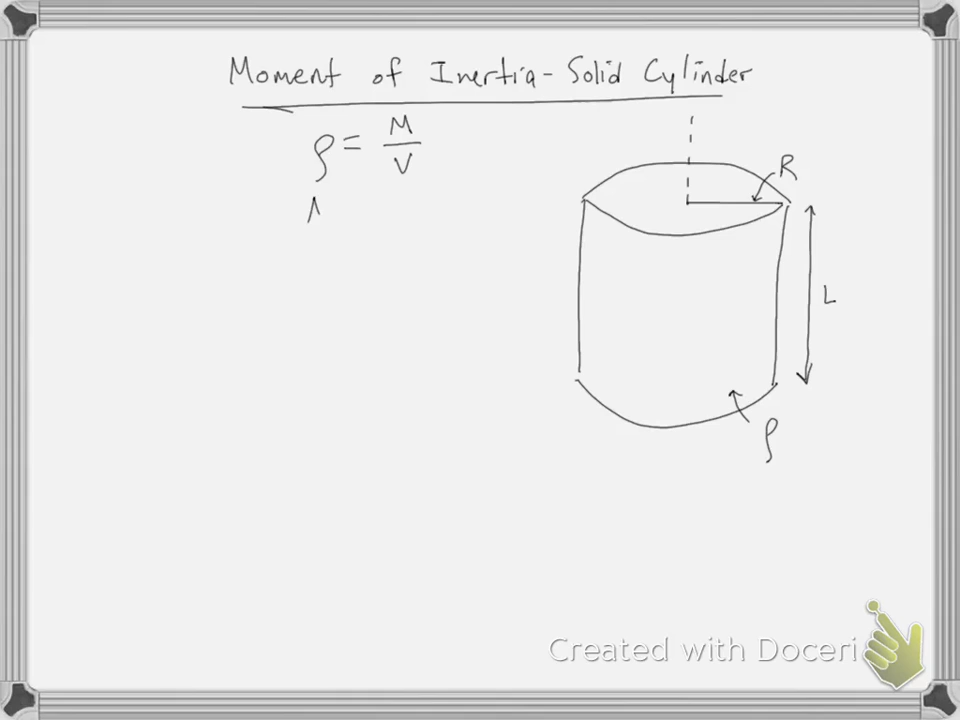 Moment of Inertia - Solid Cylinder
ρ = M/V
R
L
ρ
Created with Doceri